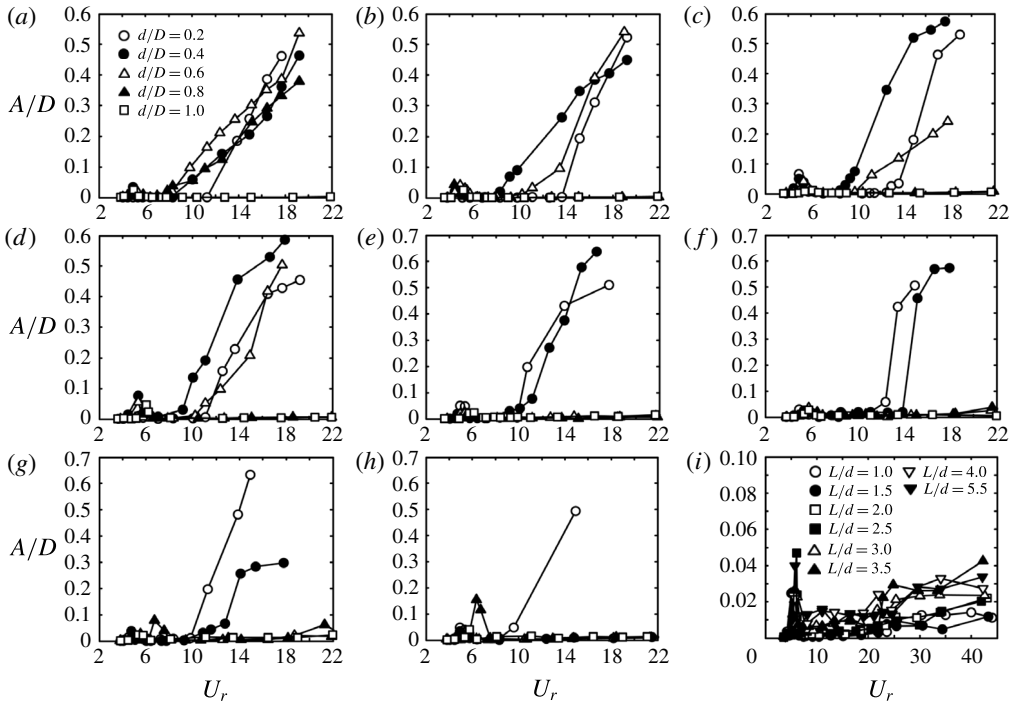 (a)
0.6
0.5
0.4
0.3
0.2
0.1
0
A/D
d/D = 0.2
d/D = 0.4
d/D = 0.6
d/D = 0.8
d/D = 1.0
2 6 10 14 18 22
(b)
0.6
0.5
0.4
0.3
0.2
0.1
0
2 6 10 14 18 22
(c)
0.6
0.5
0.4
0.3
0.2
0.1
0
2 6 10 14 18 22
(d)
0.6
0.5
0.4
0.3
0.2
0.1
0
A/D
2 6 10 14 18 22
(e)
0.7
0.6
0.5
0.4
0.3
0.2
0.1
0
2 6 10 14 18 22
(f)
0.7
0.6
0.5
0.4
0.3
0.2
0.1
0
2 6 10 14 18 22
(g)
0.7
0.6
0.5
0.4
0.3
0.2
0.1
0
A/D
2 6 10 14 18 22
U_r
(h)
0.7
0.6
0.5
0.4
0.3
0.2
0.1
0
2 6 10 14 18 22
U_r
(i)
0.10
0.08
0.06
0.04
0.02
L/d = 1.0
L/d = 1.5
L/d = 2.0
L/d = 2.5
L/d = 3.0
L/d = 3.5
L/d = 4.0
L/d = 5.5
0 10 20 30 40
U_r